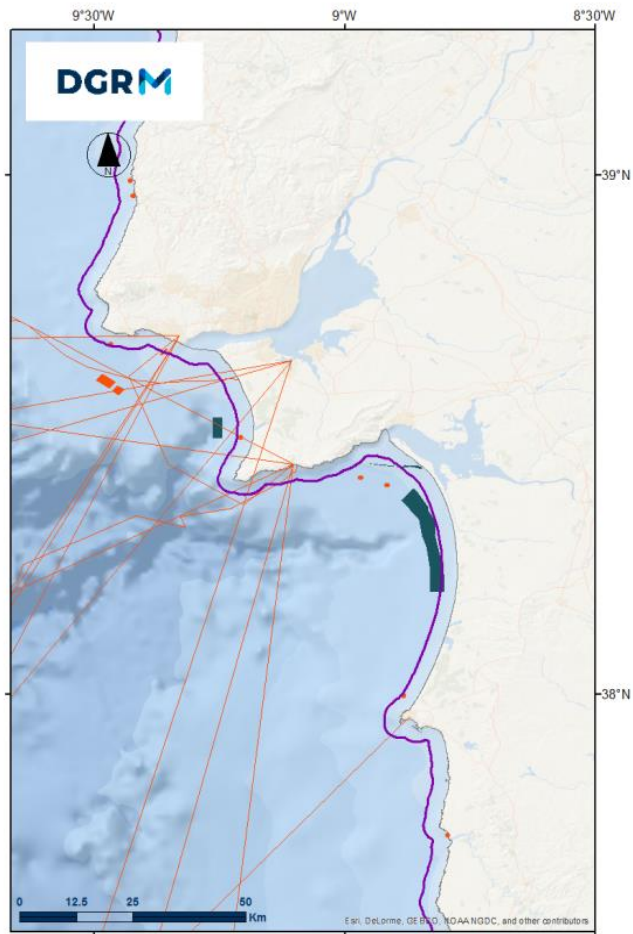 9°30'W 9°W 8°30'W
DGRM
N
39°N
38°N
0 12.5 25 50
Km
Esri, DeLorme, GEBCO, NOAA NGDC, and other contributors